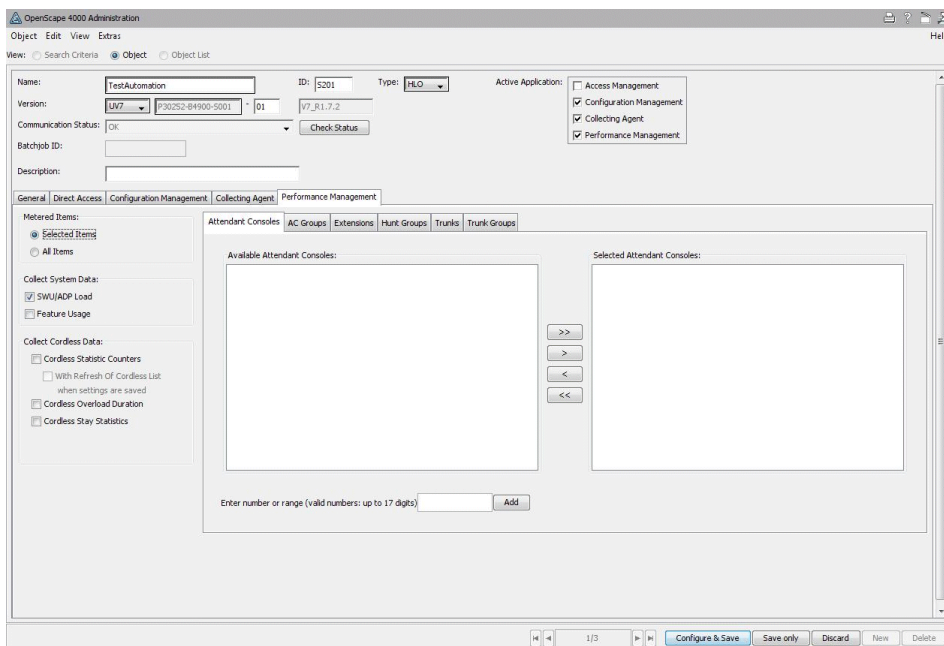 OpenScape 4000 Administration
Object Edit View Extras
Hel
View: Search Criteria Object Object List
Name: TestAutomation ID: S201 Type: HLO Active Application: Access Management
Version: UV7 P30252-B4900-S001 - 01 V7_R1.7.2 Configuration Management
Communication Status: OK Check Status Collecting Agent
Performance Management
Batchjob ID:
Description:
General Direct Access Configuration Management Collecting Agent Performance Management
Metered Items:
Selected Items
All Items
Collect System Data:
SWU/ADP Load
Feature Usage
Collect Cordless Data:
Cordless Statistic Counters
With Refresh Of Cordless List
when settings are saved
Cordless Overload Duration
Cordless Stay Statistics
Attendant Consoles AC Groups Extensions Hunt Groups Trunks Trunk Groups
Available Attendant Consoles:
>>
>
<
<<
Selected Attendant Consoles:
Enter number or range (valid numbers: up to 17 digits) Add
1/3 Configure & Save Save only Discard New Delete